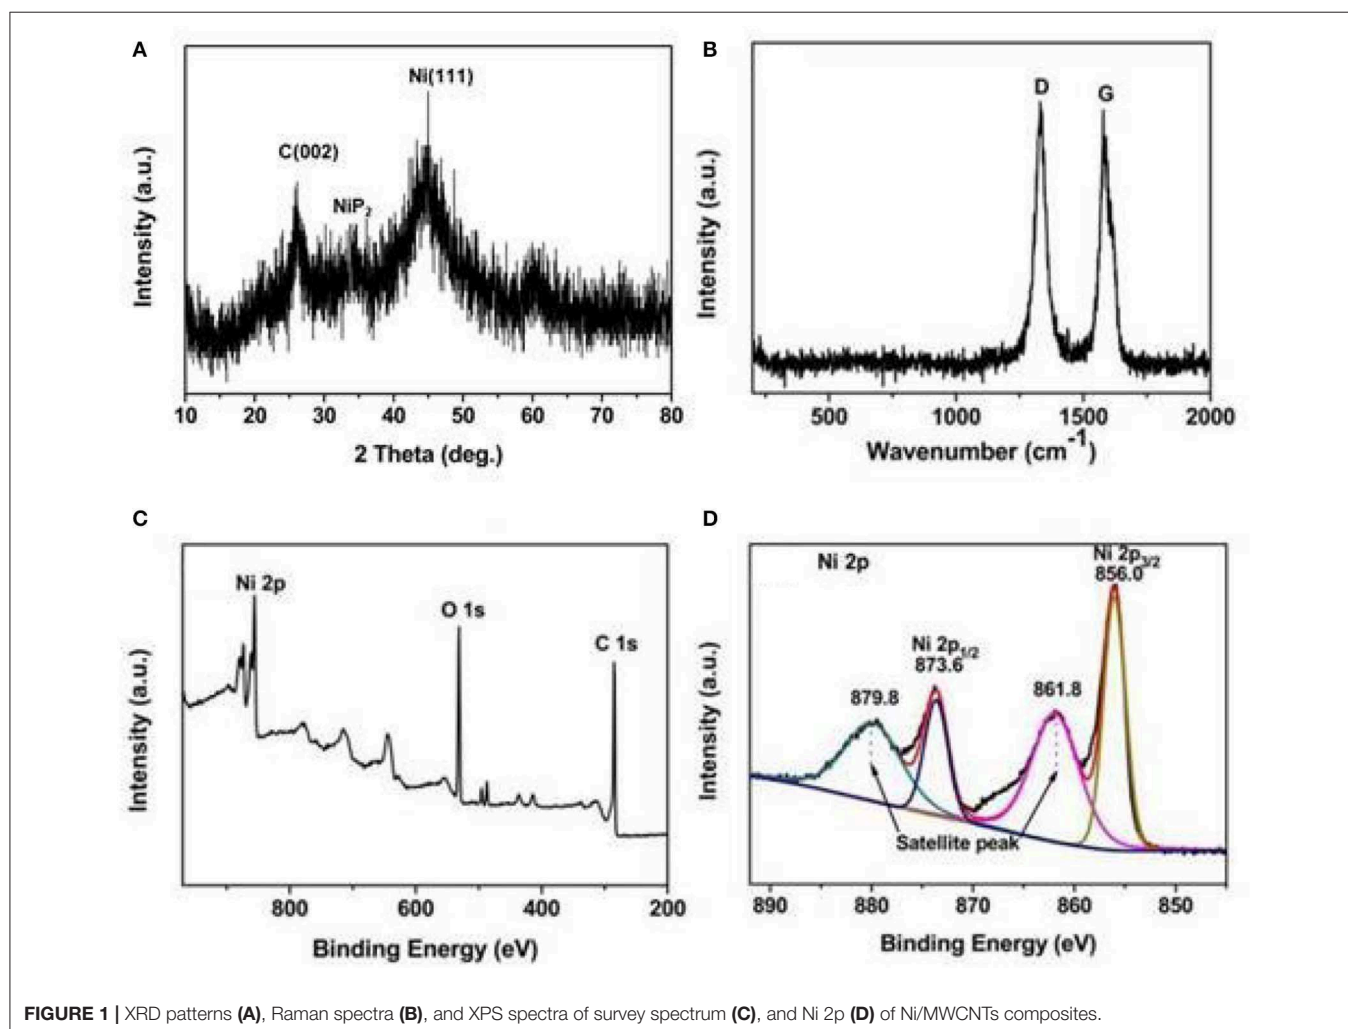 A
Ni(111)
C(002)
NiP2
Intensity (a.u.)
10 20 30 40 50 60 70 80
2 Theta (deg.)
B
D
G
Intensity (a.u.)
500 1000 1500 2000
Wavenumber (cm-1)
C
Ni 2p
O 1s
C 1s
Intensity (a.u.)
800 600 400 200
Binding Energy (eV)
D
Ni 2p
Ni 2p3/2
856.0
Ni 2p1/2
873.6
879.8
861.8
Satellite peak
Intensity (a.u.)
890 880 870 860 850
Binding Energy (eV)
FIGURE 1 | XRD patterns (A), Raman spectra (B), and XPS spectra of survey spectrum (C), and Ni 2p (D) of Ni/MWCNTs composites.